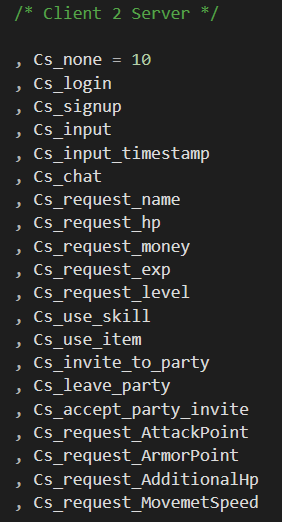 /* Client 2 Server */
, Cs_none = 10
, Cs_login
, Cs_signup
, Cs_input
, Cs_input_timestamp
, Cs_chat
, Cs_request_name
, Cs_request_hp
, Cs_request_money
, Cs_request_exp
, Cs_request_level
, Cs_use_skill
, Cs_use_item
, Cs_invite_to_party
, Cs_leave_party
, Cs_accept_party_invite
, Cs_request_AttackPoint
, Cs_request_ArmorPoint
, Cs_request_AdditionalHp
, Cs_request_MovemetSpeed